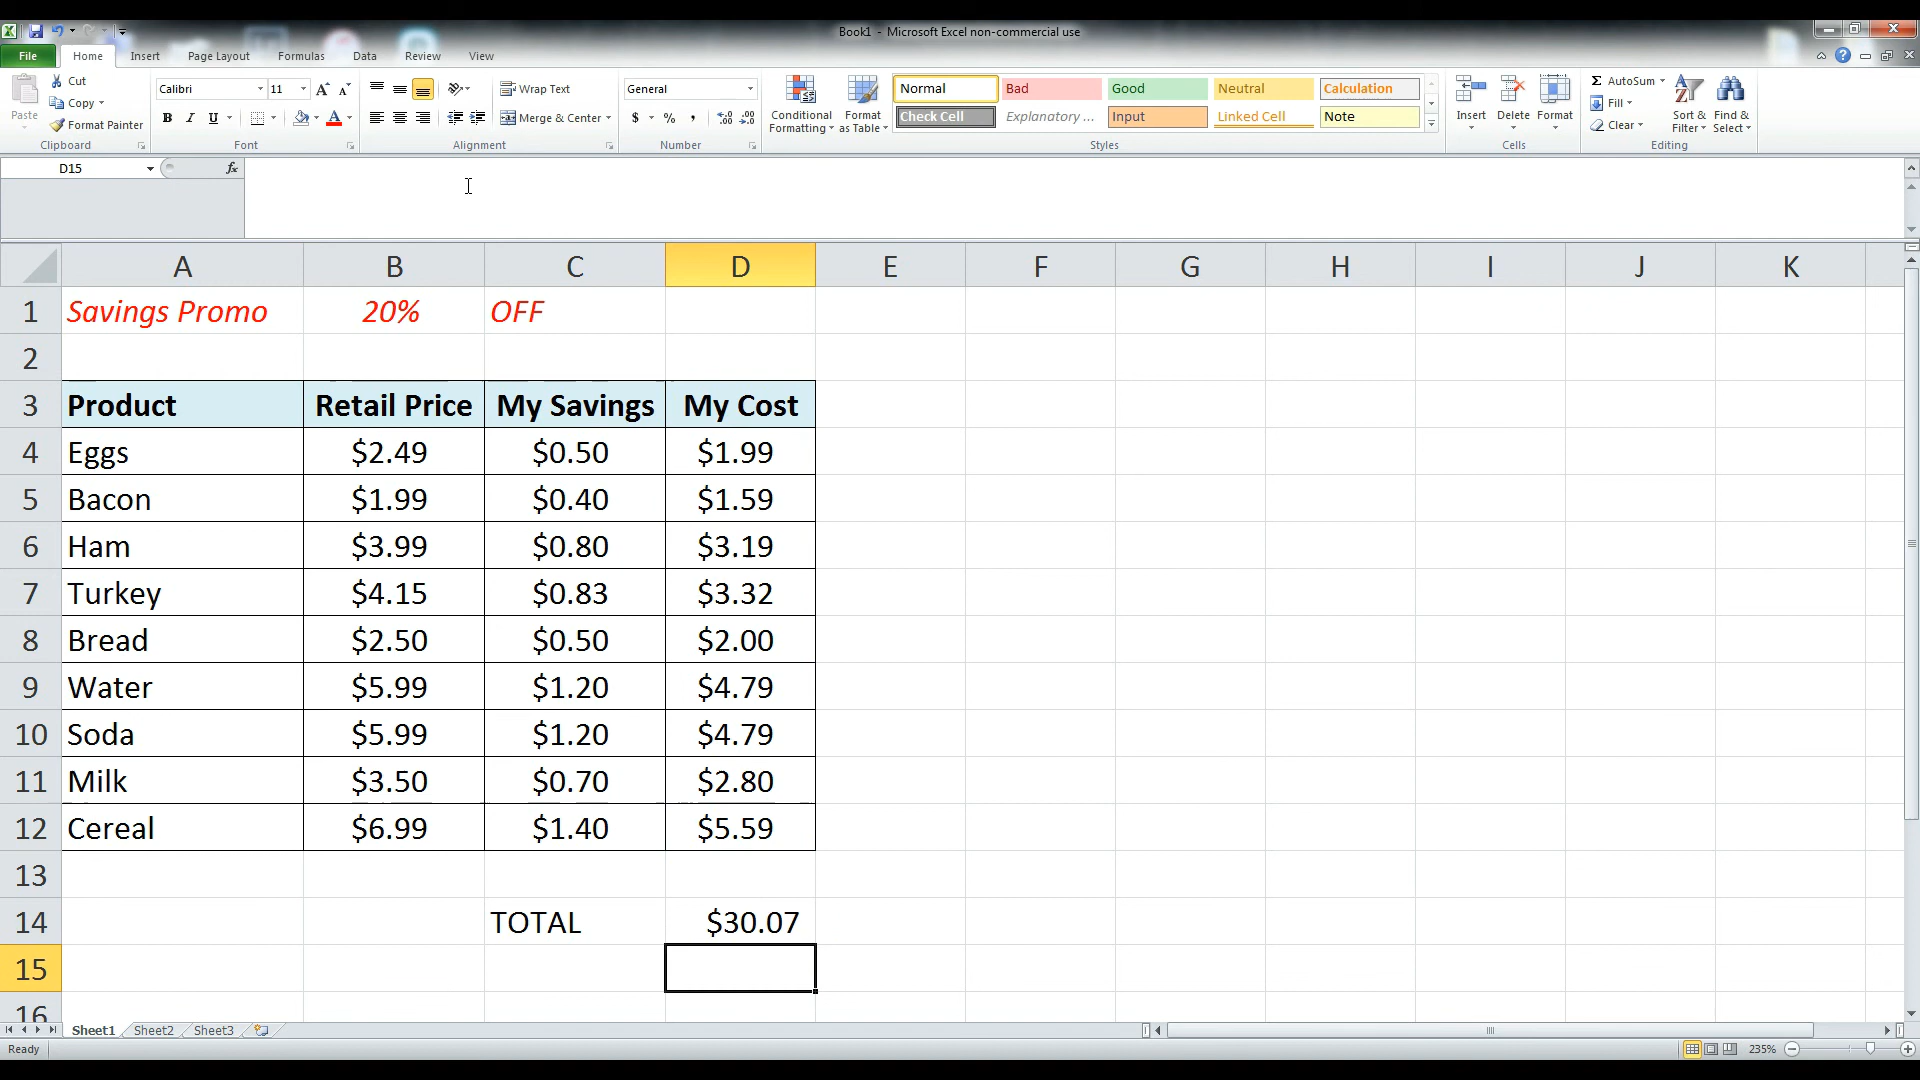 Book1 - Microsoft Excel non-commercial use
File Home Insert Page Layout Formulas Data Review View
Paste
Cut
Copy
Format Painter
Clipboard
Calibri 11 A A
B I U A
Font
Wrap Text
Merge & Center
Alignment
General
$ % ,
Number
Conditional Formatting
Format as Table
Normal Bad Good Neutral Calculation
Check Cell Explanatory ... Input Linked Cell Note
Styles
Insert Delete Format
Cells
Σ AutoSum
Fill
Clear
Sort & Filter
Find & Select
Editing
D15 fx
A B C D E F G H I J K
1 Savings Promo 20% OFF
2
3 Product Retail Price My Savings My Cost
4 Eggs $2.49 $0.50 $1.99
5 Bacon $1.99 $0.40 $1.59
6 Ham $3.99 $0.80 $3.19
7 Turkey $4.15 $0.83 $3.32
8 Bread $2.50 $0.50 $2.00
9 Water $5.99 $1.20 $4.79
10 Soda $5.99 $1.20 $4.79
11 Milk $3.50 $0.70 $2.80
12 Cereal $6.99 $1.40 $5.59
13
14 TOTAL $30.07
15
16
Sheet1 Sheet2 Sheet3
Ready 235%